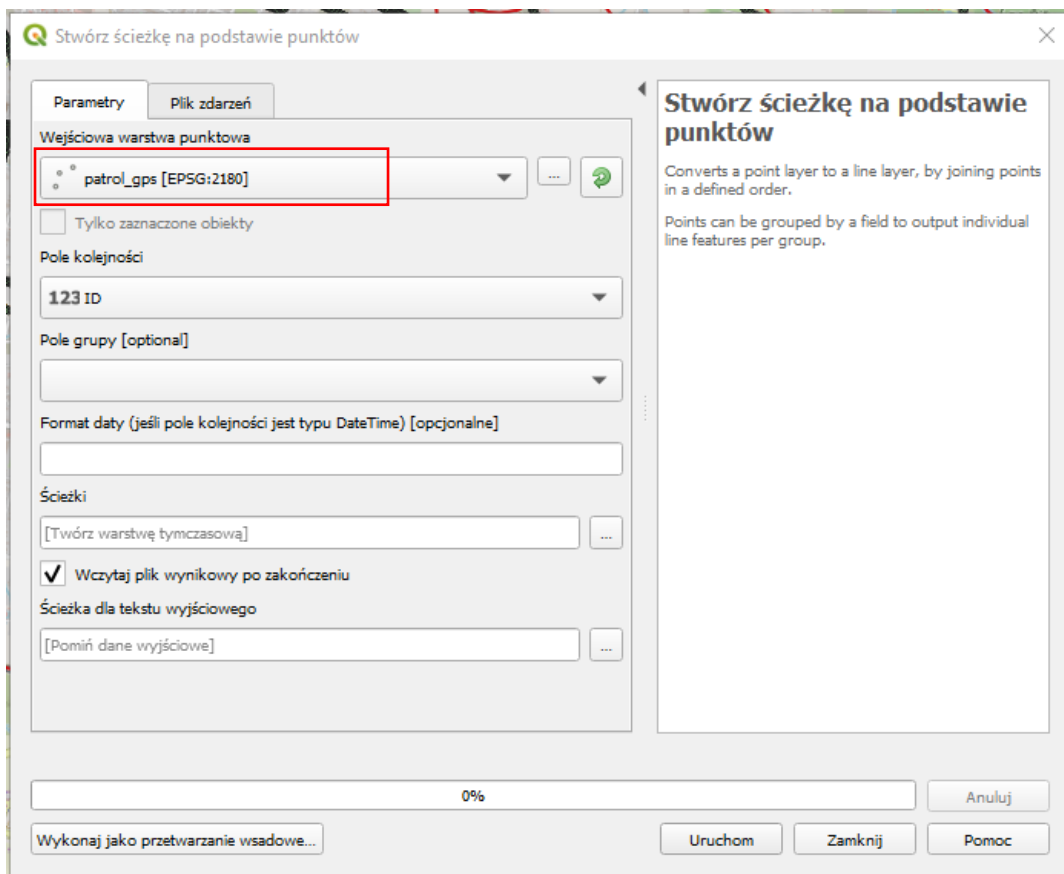 Stwórz ścieżkę na podstawie punktów
Parametry
Plik zdarzeń
Wejściowa warstwa punktowa
patrol_gps [EPSG:2180]
...
Tylko zaznaczone obiekty
Pole kolejności
123 ID
Pole grupy [optional]
Format daty (jeśli pole kolejności jest typu DateTime) [opcjonalne]
Ścieżki
[Twórz warstwę tymczasową]
...
Wczytaj plik wynikowy po zakończeniu
Ścieżka dla tekstu wyjściowego
[Pomiń dane wyjściowe]
...
Stwórz ścieżkę na podstawie
punktów
Converts a point layer to a line layer, by joining points
in a defined order.
Points can be grouped by a field to output individual
line features per group.
0%
Anuluj
Wykonaj jako przetwarzanie wsadowe...
Uruchom
Zamknij
Pomoc